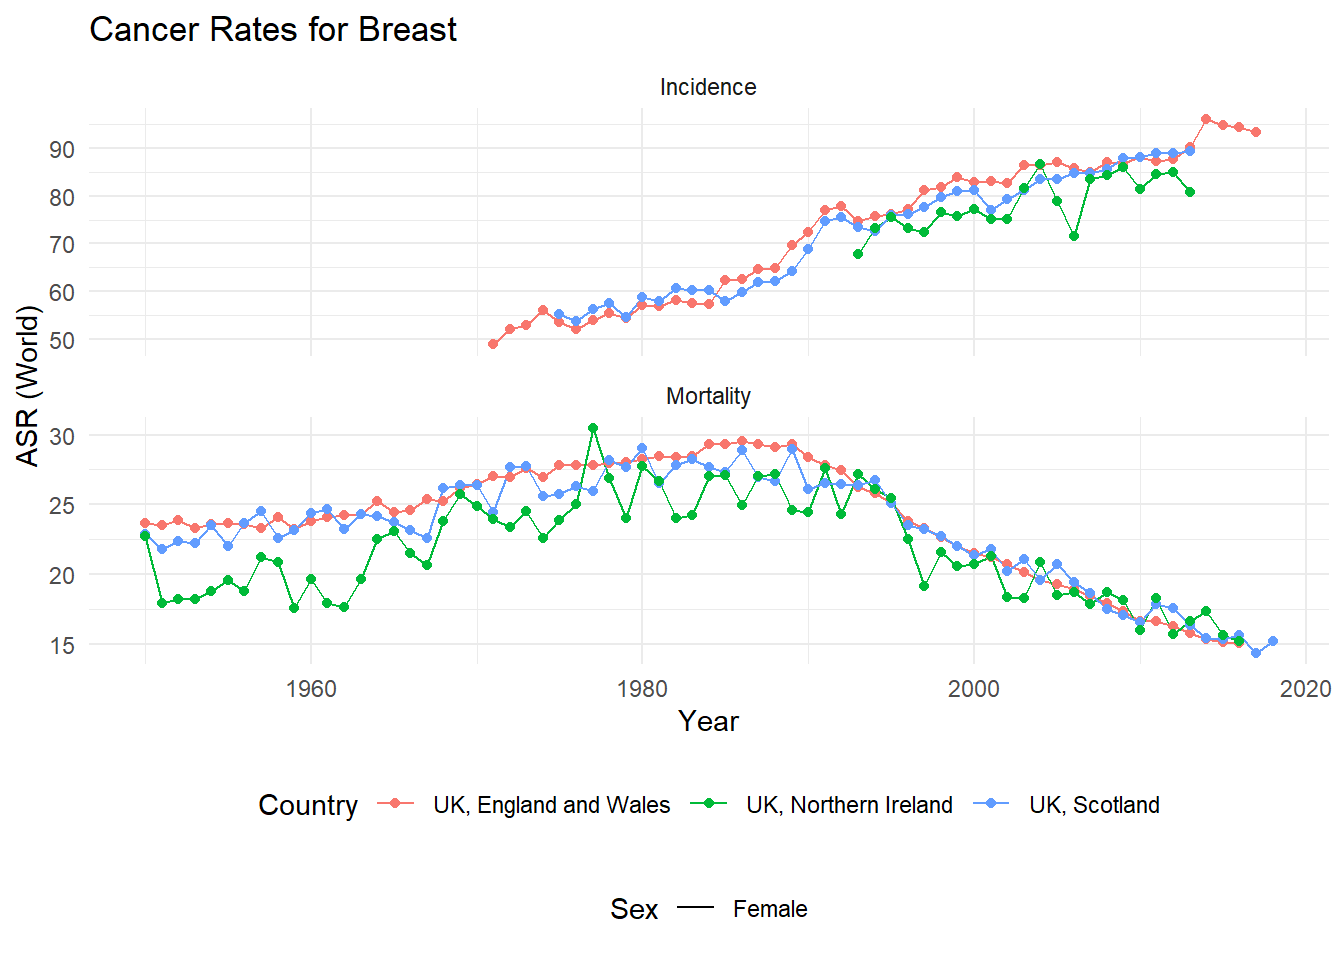 Cancer Rates for Breast
Incidence
90
80
70
60
50
ASR (World)
Mortality
30
25
20
15
1960 1980 2000 2020
Year
Country UK, England and Wales UK, Northern Ireland UK, Scotland
Sex Female